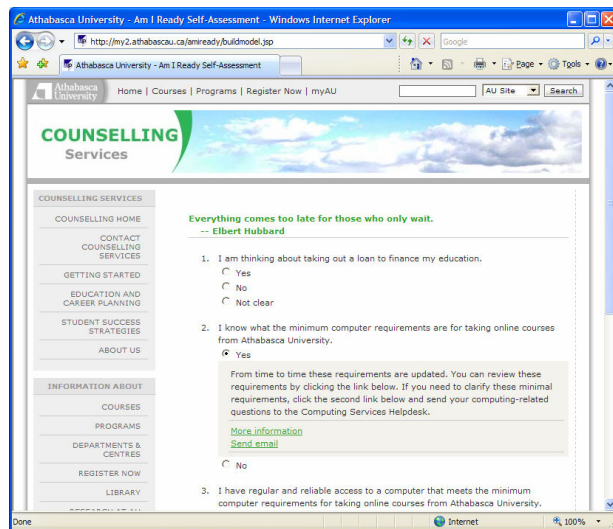 Athabasca University - Am I Ready Self-Assessment - Windows Internet Explorer
http://my2.athabascau.ca/amiready/buildmodel.jsp
Google
Athabasca University - Am I Ready Self-Assessment
Page
Tools
Athabasca
University
Home | Courses | Programs | Register Now | myAU
AU Site
Search
COUNSELLING
Services
COUNSELLING SERVICES
COUNSELLING HOME
CONTACT
COUNSELLING
SERVICES
GETTING STARTED
EDUCATION AND
CAREER PLANNING
STUDENT SUCCESS
STRATEGIES
ABOUT US
INFORMATION ABOUT
COURSES
PROGRAMS
DEPARTMENTS &
CENTRES
REGISTER NOW
LIBRARY
Everything comes too late for those who only wait.
-- Elbert Hubbard
1. I am thinking about taking out a loan to finance my education.
Yes
No
Not clear
2. I know what the minimum computer requirements are for taking online courses
from Athabasca University.
Yes
From time to time these requirements are updated. You can review these
requirements by clicking the link below. If you need to clarify these minimal
requirements, click the second link below and send your computing-related
questions to the Computing Services Helpdesk.
More information
Send email
No
3. I have regular and reliable access to a computer that meets the minimum
computer requirements for taking online courses from Athabasca University.
Done
Internet
100%